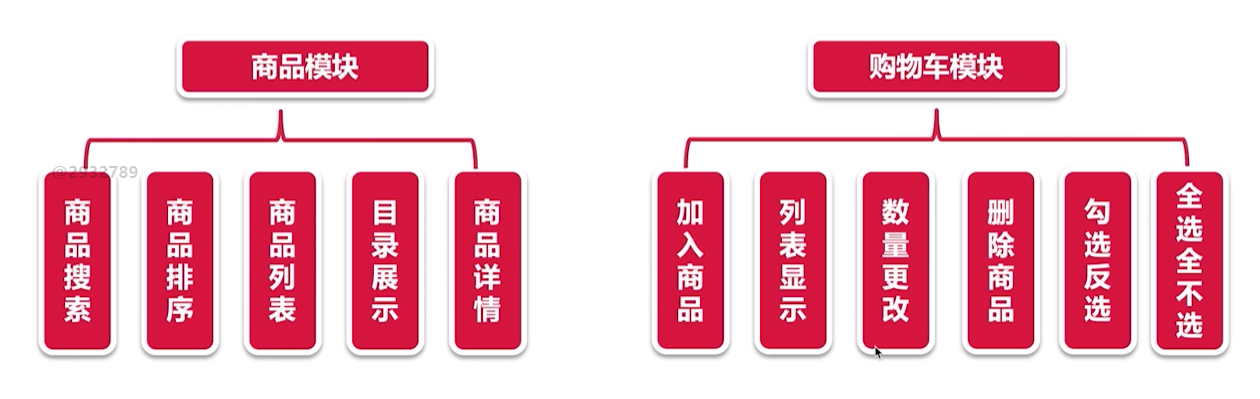 商品模块
购物车模块
@2932789
商品搜索
商品排序
商品列表
目录展示
商品详情
加入商品
列表显示
数量更改
删除商品
勾选反选
全选全不选